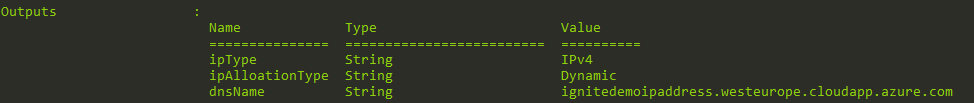 Outputs :
Name Type Value
=============== ========================= ==========
ipType String IPv4
ipAlloationType String Dynamic
dnsName String ignitedemoipaddress.westeurope.cloudapp.azure.com